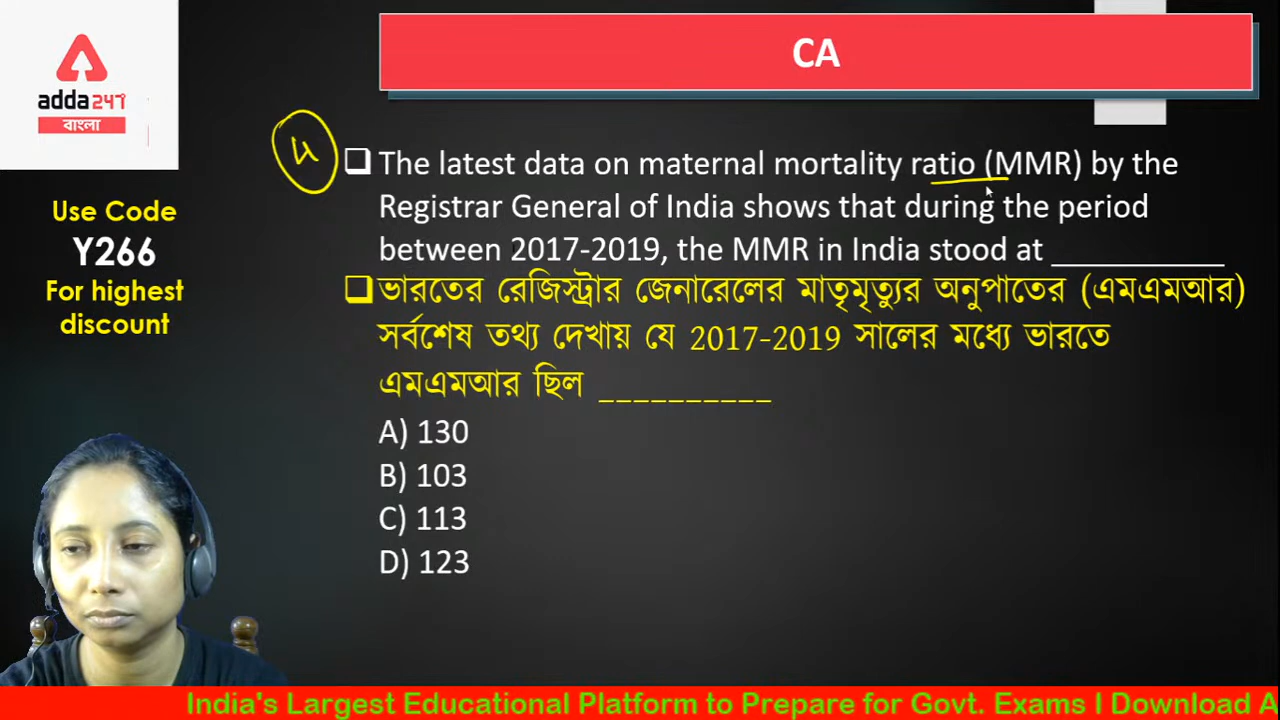 CA
adda247
বাংলা
Use Code
Y266
For highest
discount
4
❑ The latest data on maternal mortality ratio (MMR) by the
Registrar General of India shows that during the period
between 2017-2019, the MMR in India stood at ___________
❑ ভারতের রেজিস্ট্রার জেনারেলের মাতৃমৃত্যুর অনুপাতের (এমএমআর)
সর্বশেষ তথ্য দেখায় যে 2017-2019 সালের মধ্যে ভারতে
এমএমআর ছিল __________
A) 130
B) 103
C) 113
D) 123
India's Largest Educational Platform to Prepare for Govt. Exams I Download A